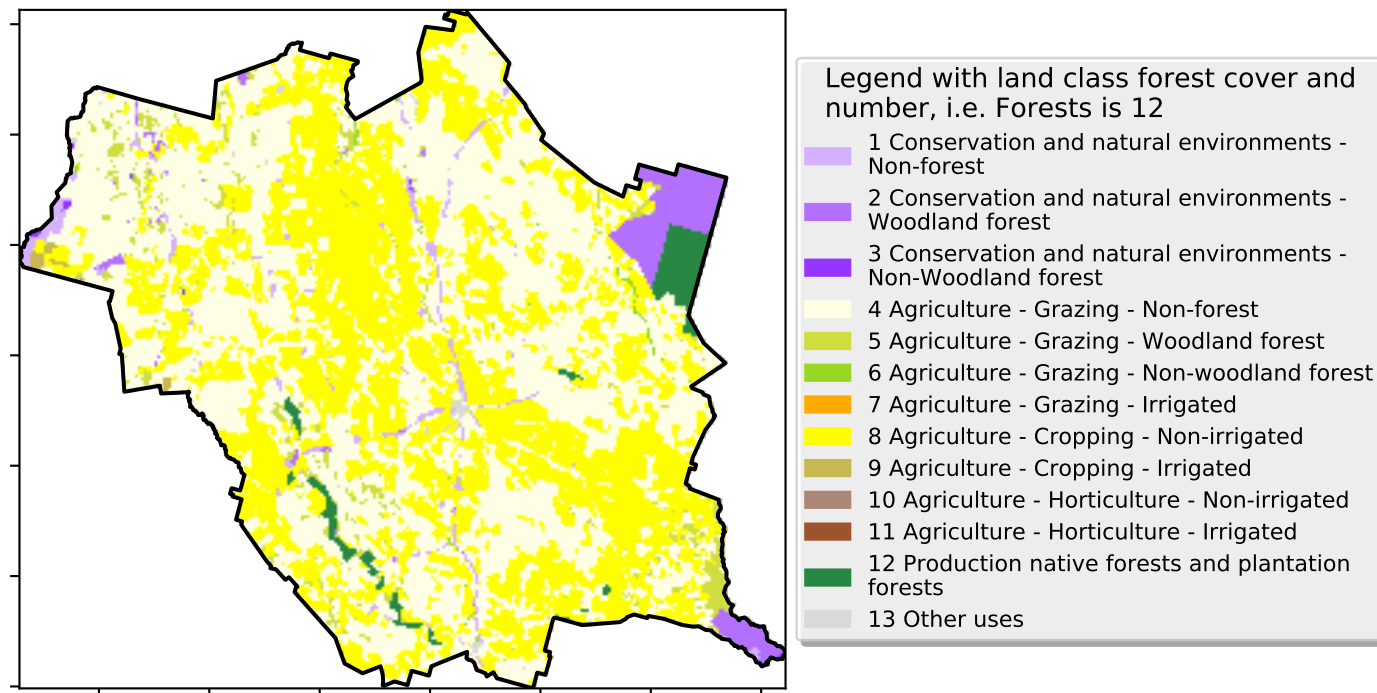 Legend with land class forest cover and
number, i.e. Forests is 12
1 Conservation and natural environments -
Non-forest
2 Conservation and natural environments -
Woodland forest
3 Conservation and natural environments -
Non-Woodland forest
4 Agriculture - Grazing - Non-forest
5 Agriculture - Grazing - Woodland forest
6 Agriculture - Grazing - Non-woodland forest
7 Agriculture - Grazing - Irrigated
8 Agriculture - Cropping - Non-irrigated
9 Agriculture - Cropping - Irrigated
10 Agriculture - Horticulture - Non-irrigated
11 Agriculture - Horticulture - Irrigated
12 Production native forests and plantation
forests
13 Other uses